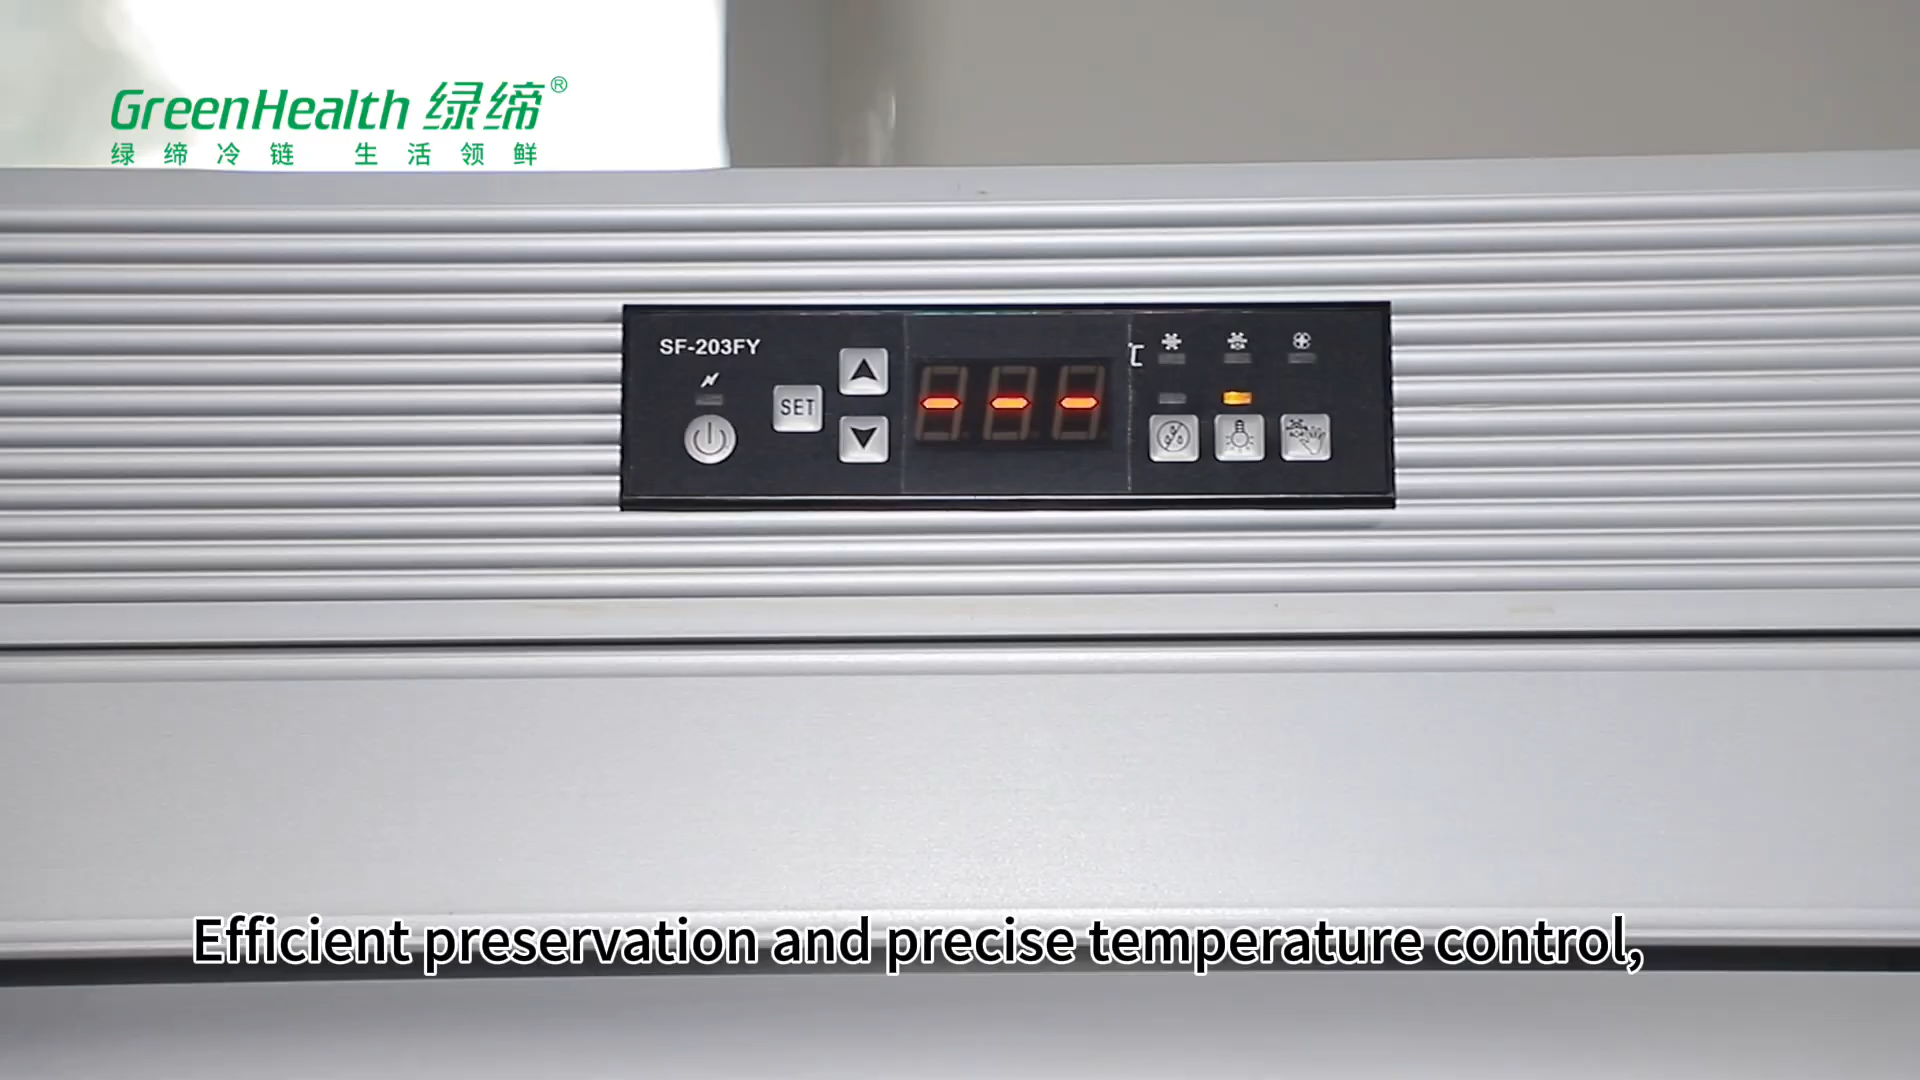 GreenHealth 绿缔®
绿缔冷链 生活领鲜
SF-203FY
SET
℃
Efficient preservation and precise temperature control,